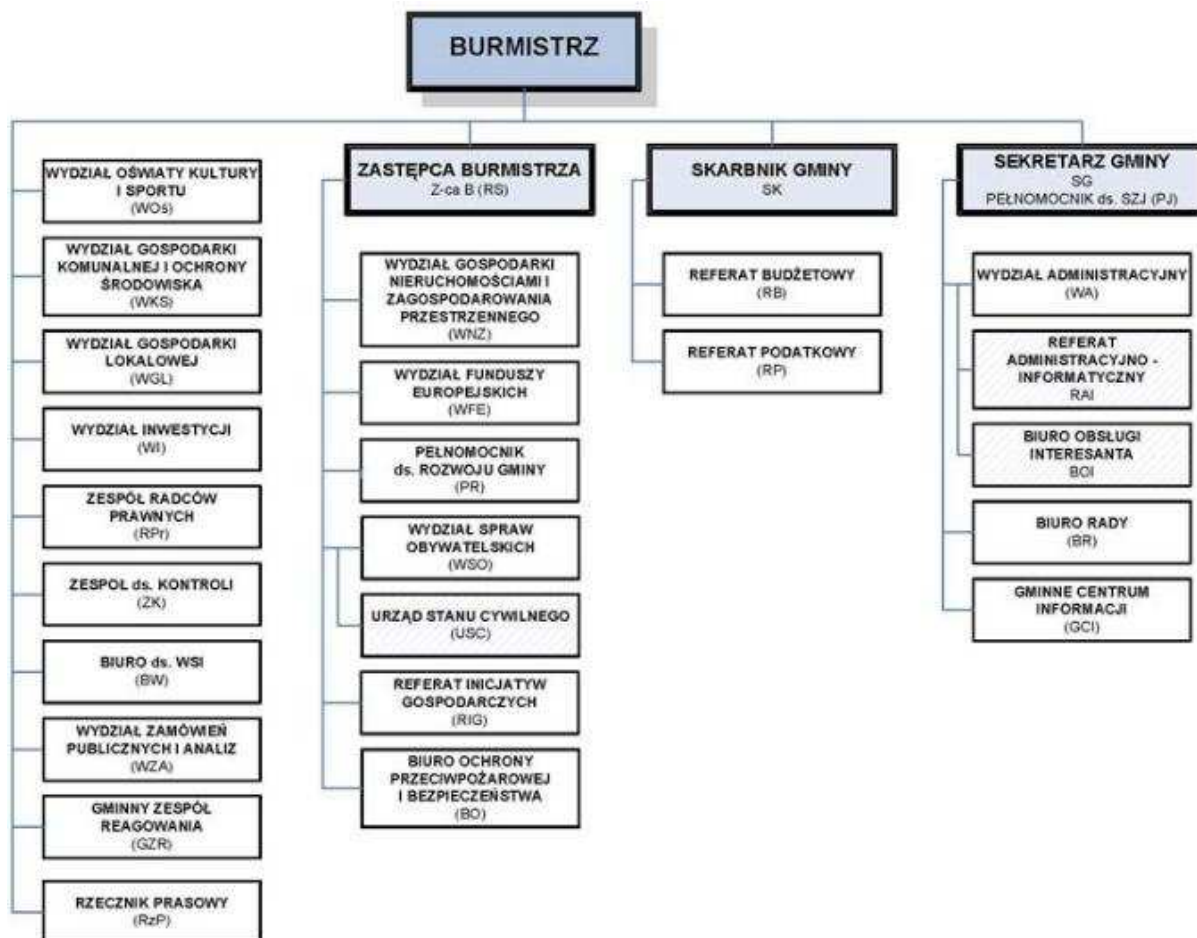 BURMISTRZ
WYDZIAŁ OŚWIATY KULTURY
I SPORTU
(WOś)
WYDZIAŁ GOSPODARKI
KOMUNALNEJ I OCHRONY
ŚRODOWISKA
(WKS)
WYDZIAŁ GOSPODARKI
LOKALOWEJ
(WGL)
WYDZIAŁ INWESTYCJI
(WI)
ZESPÓŁ RADCÓW
PRAWNYCH
(RPr)
ZESPÓŁ ds. KONTROLI
(ZK)
BIURO ds. WSI
(BW)
WYDZIAŁ ZAMÓWIEŃ
PUBLICZNYCH I ANALIZ
(WZA)
GMINNY ZESPÓŁ
REAGOWANIA
(GZR)
RZECZNIK PRASOWY
(RzP)
ZASTĘPCA BURMISTRZA
Z-ca B (RS)
WYDZIAŁ GOSPODARKI
NIERUCHOMOŚCIAMI I
ZAGOSPODAROWANIA
PRZESTRZENNEGO
(WNZ)
WYDZIAŁ FUNDUSZY
EUROPEJSKICH
(WFE)
PEŁNOMOCNIK
ds. ROZWOJU GMINY
(PR)
WYDZIAŁ SPRAW
OBYWATELSKICH
(WSO)
URZĄD STANU CYWILNEGO
(USC)
REFERAT INICJATYW
GOSPODARCZYCH
(RIG)
BIURO OCHRONY
PRZECIWPOŻAROWEJ
I BEZPIECZEŃSTWA
(BO)
SKARBNIK GMINY
SK
REFERAT BUDŻETOWY
(RB)
REFERAT PODATKOWY
(RP)
SEKRETARZ GMINY
SG
PEŁNOMOCNIK ds. SZJ (PJ)
WYDZIAŁ ADMINISTRACYJNY
(WA)
REFERAT
ADMINISTRACYJNO -
INFORMATYCZNY
RAI
BIURO OBSŁUGI
INTERESANTA
BOI
BIURO RADY
(BR)
GMINNE CENTRUM
INFORMACJI
(GCI)